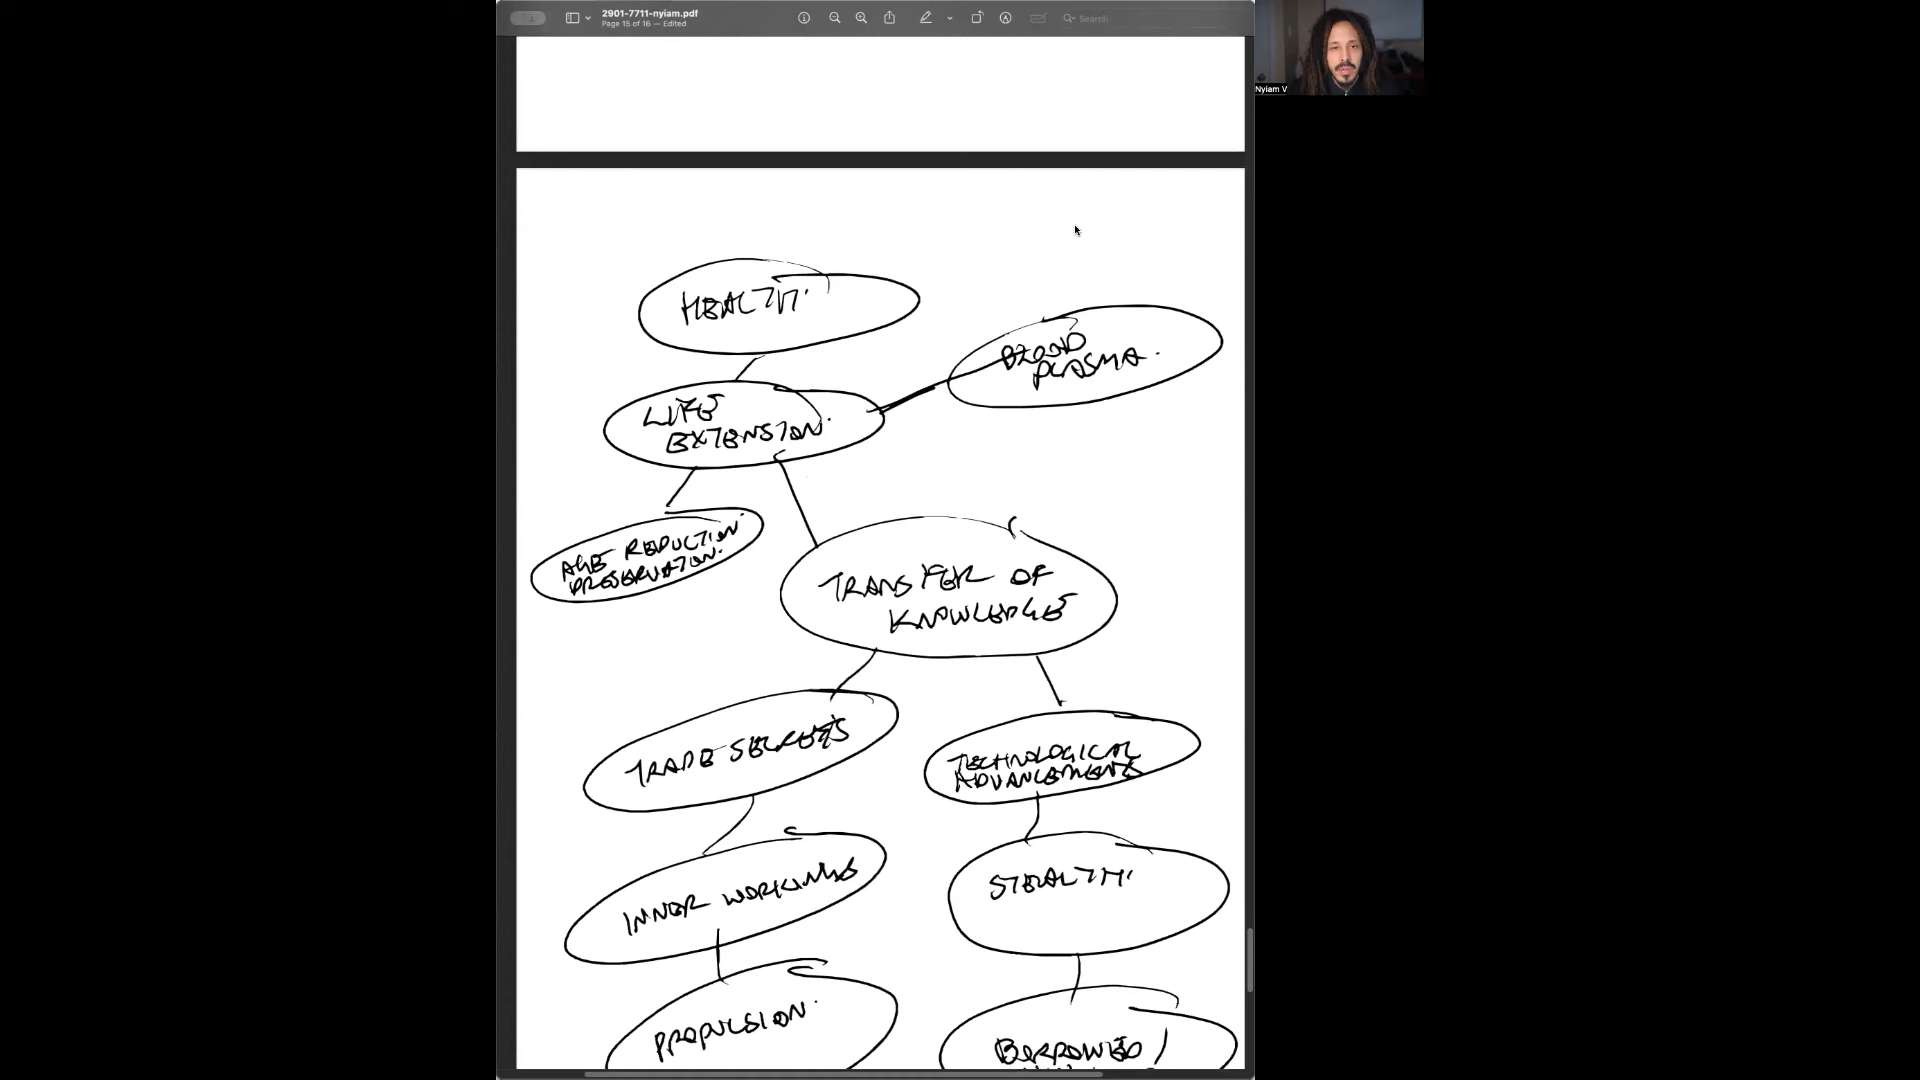 2901-7711-nyiam.pdf
Page 15 of 16 — Edited
Search
Nyiam V
HEALTH.
BLOOD
PLASMA.
LIFE
EXTENSION.
AGE REDUCTION
PRESERVATION.
TRANSFER OF
KNOWLEDGE
TRADE SECRETS
TECHNOLOGICAL
ADVANCEMENTS
INNER WORKINGS
STEALTH.
PROPULSION.
BORROWED /